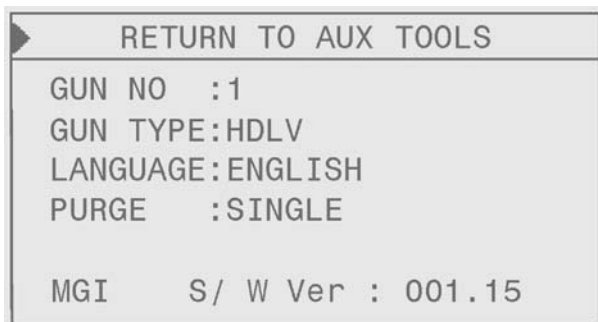 RETURN TO AUX TOOLS
GUN NO :1
GUN TYPE:HDLV
LANGUAGE:ENGLISH
PURGE :SINGLE
MGI S/ W Ver : 001.15